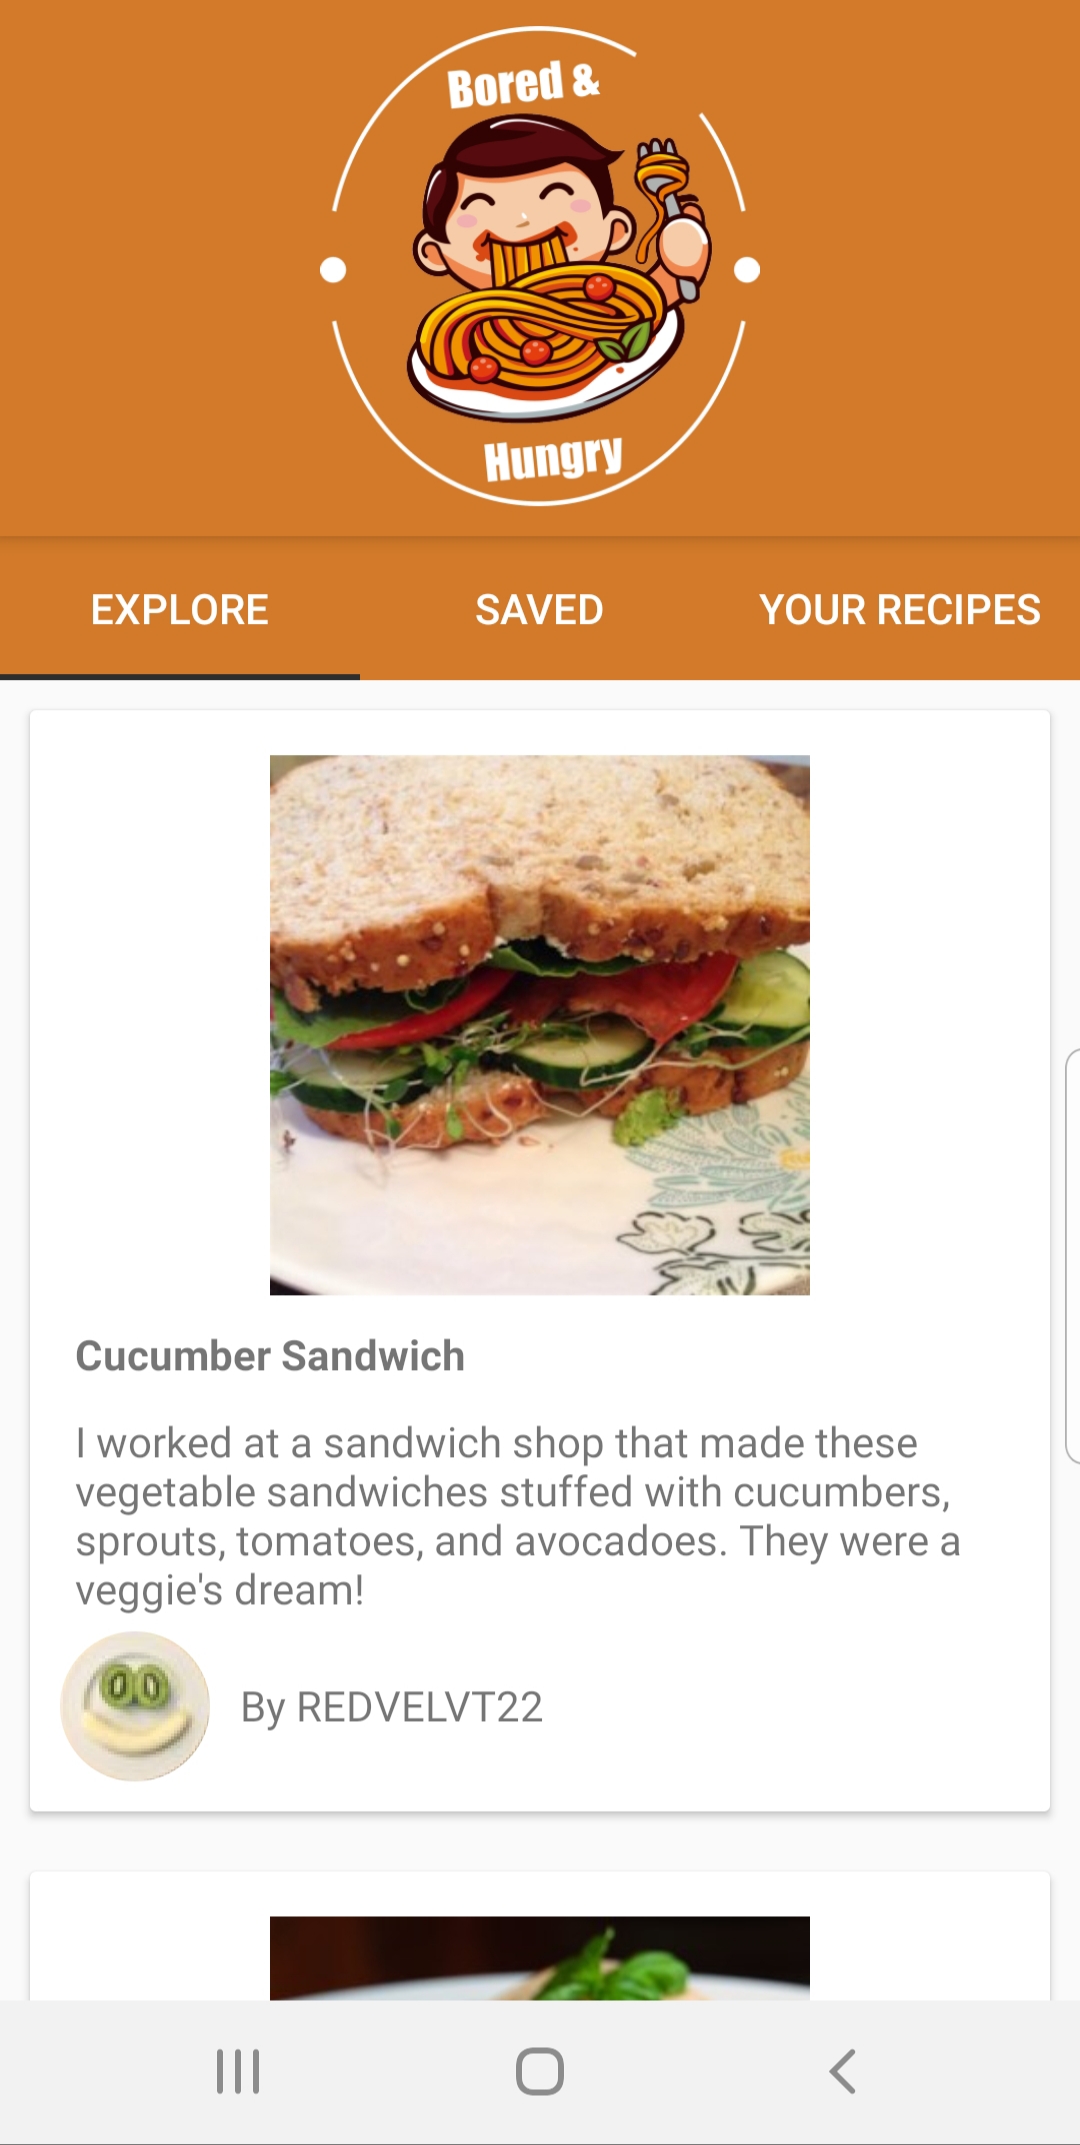 Bored &
Hungry
EXPLORE SAVED YOUR RECIPES
Cucumber Sandwich
I worked at a sandwich shop that made these
vegetable sandwiches stuffed with cucumbers,
sprouts, tomatoes, and avocadoes. They were a
veggie's dream!
By REDVELVT22